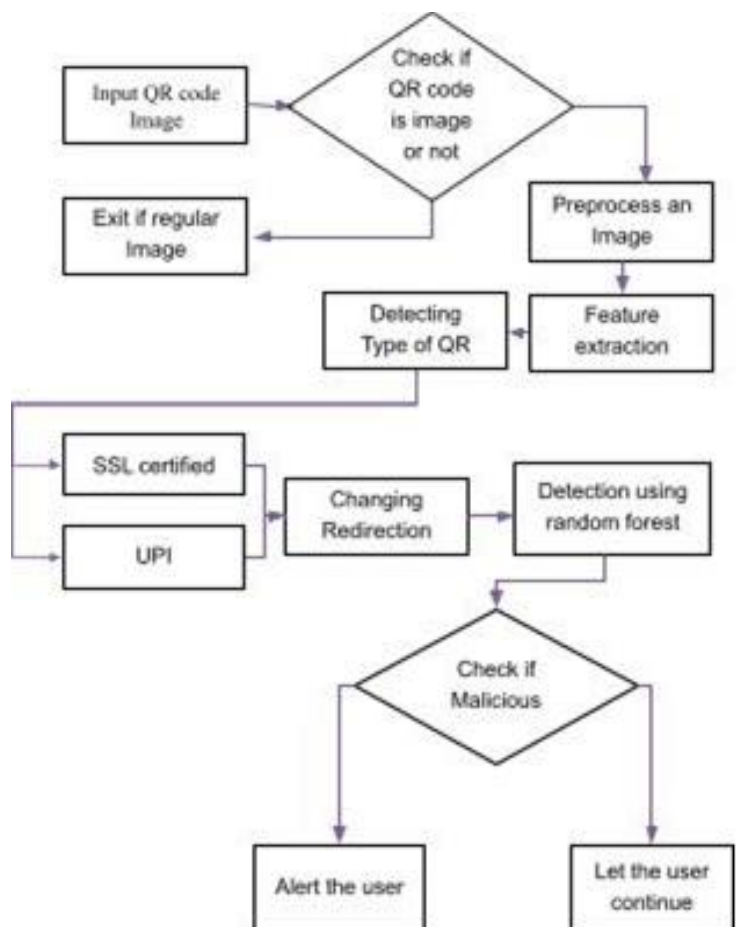 Input QR code
Image
Check if
QR code
is image
or not
Exit if regular
Image
Preprocess an
Image
Detecting
Type of QR
Feature
extraction
SSL certified
UPI
Changing
Redirection
Detection using
random forest
Check if
Malicious
Alert the user
Let the user
continue